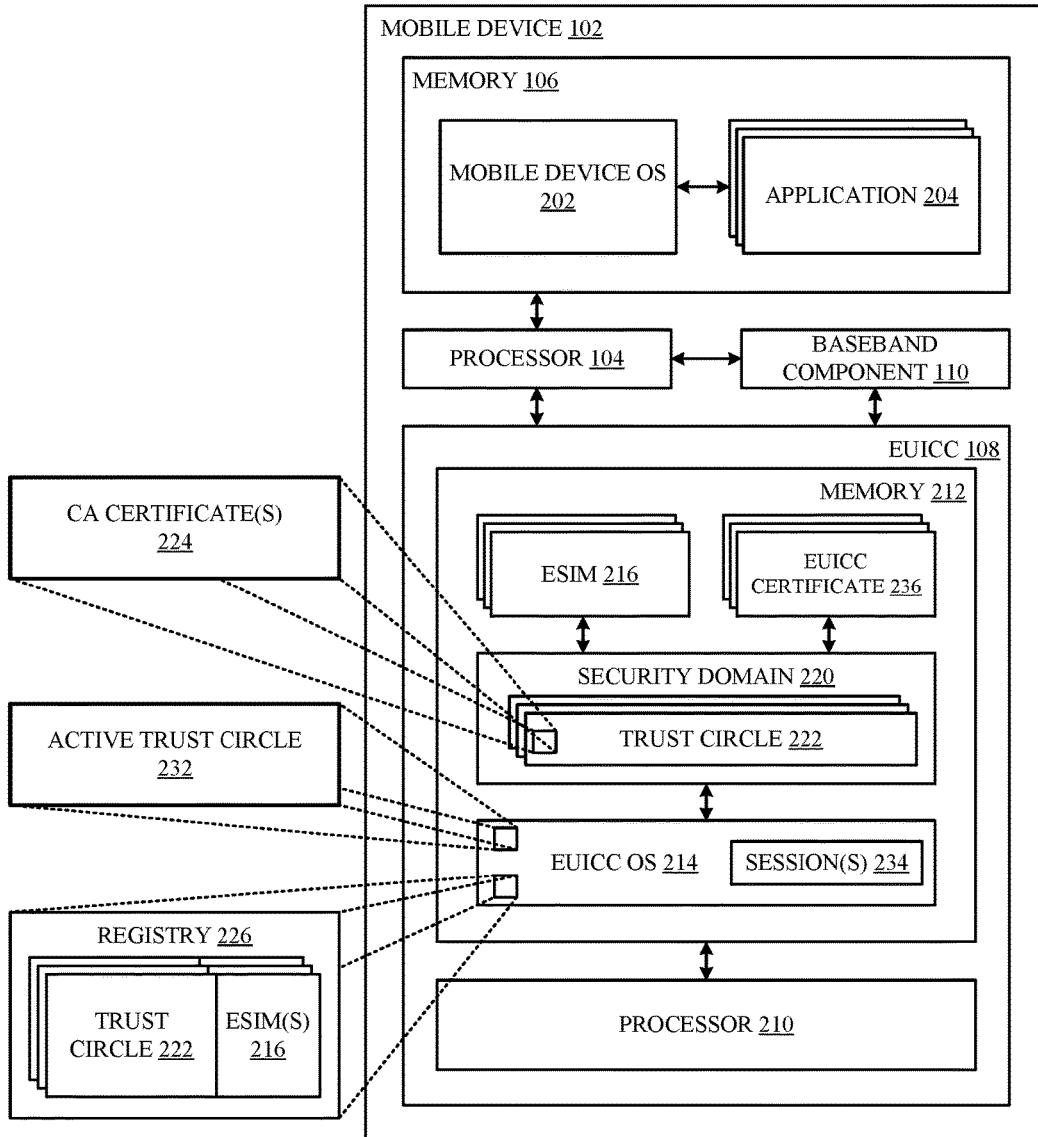 MOBILE DEVICE 102
MEMORY 106
MOBILE DEVICE OS
202
APPLICATION 204
PROCESSOR 104
BASEBAND
COMPONENT 110
EUICC 108
MEMORY 212
CA CERTIFICATE(S)
224
ESIM 216
EUICC
CERTIFICATE 236
SECURITY DOMAIN 220
TRUST CIRCLE 222
ACTIVE TRUST CIRCLE
232
EUICC OS 214
SESSION(S) 234
REGISTRY 226
TRUST
CIRCLE 222
ESIM(S)
216
PROCESSOR 210